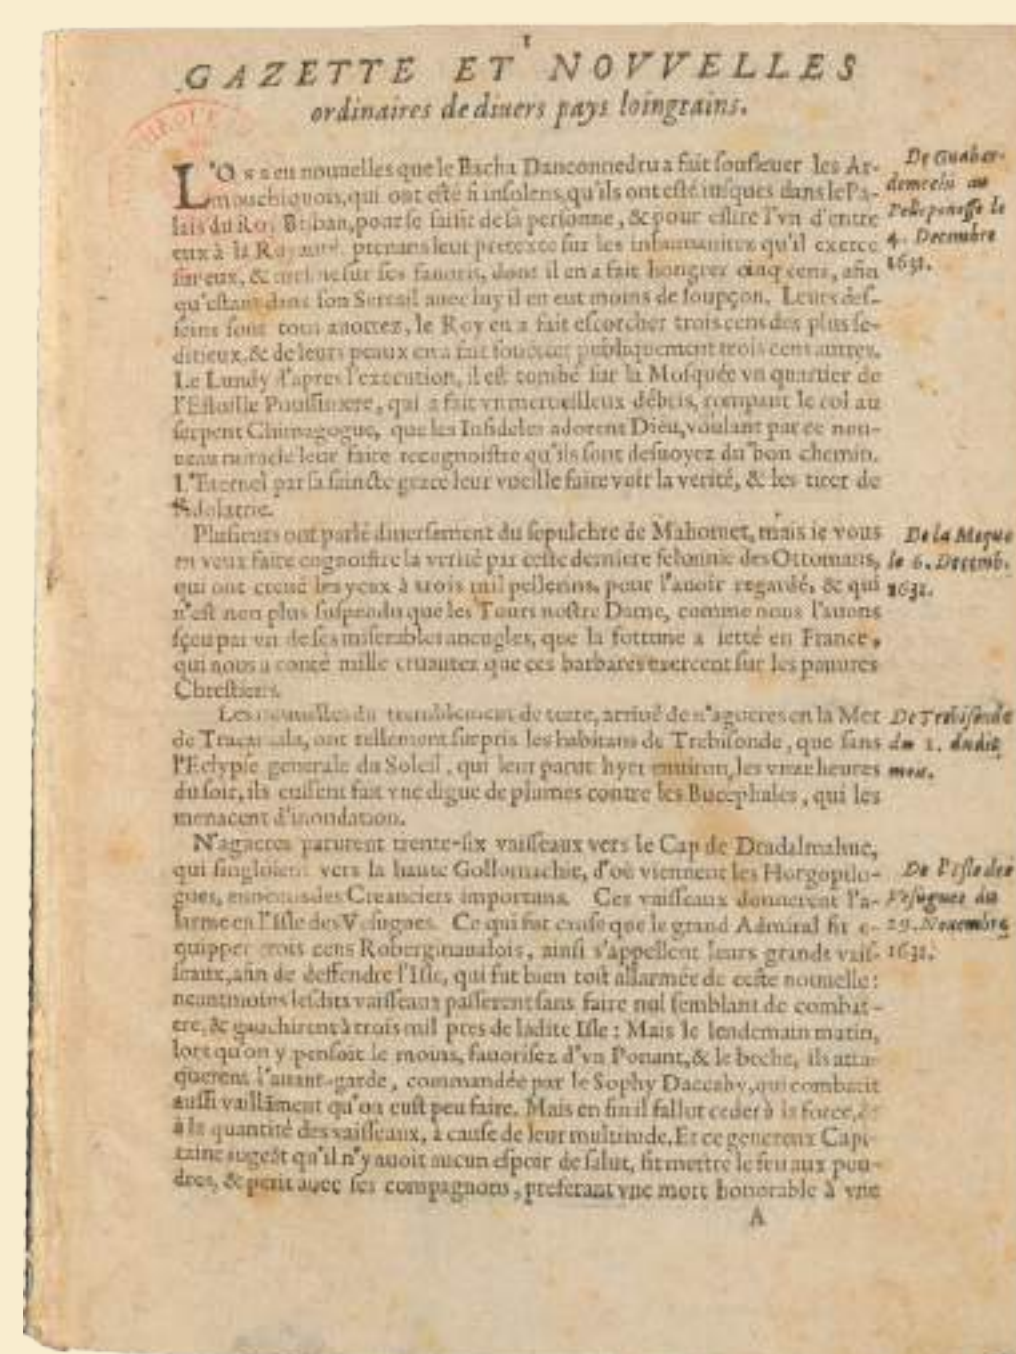 1
GAZETTE ET NOVVELLES
ordinaires de diuers pays loingtains.
L'On a eu nouuelles que le Bacha Danconnedru a fait sousleuer les Ar-
mouchiquois, qui ont esté si insolens, qu'ils ont esté iusques dans le Pa-
lais du Roy pour se saisir de sa personne, & pour eslire l'vn d'entre
eux à la prenans leur pretexte sur les inhumanitez qu'il exerce
sur eux, & mesme sur ses fauoris, dont il en a fait hongrer cinq cens, afin
qu'estant dans son Serrail auec luy il en eut moins de soupçon. Leurs des-
seins sont tous auortez, le Roy en a fait escorcher trois cens des plus se-
ditieux, & de leurs peaux en a fait fouetter publiquement trois cens autres.
Le Lundy d'apres l'execution, il est tombé sur la Mosquée vn quartier de
l'Estoille Poussiniere, qui a fait vn merueilleux débris, rompant le col au
serpent Chimagogue, que les Infideles adorent Dieu, voulant par ce nou-
ueau miracle leur faire recognoistre qu'ils sont desuoyez du bon chemin.
L'Eternel par sa saincte grace leur vueille faire voir la verité, & les tirer de
Idolatrie.
Plusieurs ont parlé diuersement du sepulchre de Mahomet, mais ie vous
en veux faire cognoistre la verité par ceste derniere felonnie des Ottomans,
qui ont creué les yeux à trois mil pellerins, pour l'auoir regardé, & qui
n'est non plus suspendu que les Tours nostre Dame, comme nous l'auons
sçeu par vn de ses miserables aueugles, que la fortune a ietté en France,
qui nous a conté mille cruautez que ces barbares exercent sur les pauures
Chrestiens.
Les nouuelles du tremblement de terre, arriué de n'agueres en la Mer
de ont tellement surpris les habitans de Trebisonde, que sans
l'Eclypse generale du Soleil, qui leur parut hyer enuiron les vnze heures
du soir, ils eussent fait vne digue de plumes contre les Bucephales, qui les
menacent d'inondation.
N'agueres parurent trente-six vaisseaux vers le Cap de Dradalmahue,
qui singloient vers la haute Gollomachie, d'où viennent les Horgopilo-
gues, ennemis des Creanciers importuns. Ces vaisseaux donnerent l'a-
larme en l'Isle des Vesugues. Ce qui fut cause que le grand Admiral fit e-
quipper trois cens Roberginaualois, ainsi s'appellent leurs grands vais-
seaux, afin de deffendre l'Isle, qui fut bien tost allarmée de ceste nouuelle:
neantmoins lesdits vaisseaux passerent sans faire nul semblant de combat-
tre, & gauchirent à trois mil pres de ladite Isle: Mais le lendemain matin,
lors qu'on y pensoit le moins, fauorisez d'vn Ponant, & le beche, ils atta-
querent l'auant-garde, commandée par le Sophy Daccaby, qui combatit
aussi vaillãment qu'on eust peu faire. Mais en fin il fallut ceder à la force, &
à la quantité des vaisseaux, à cause de leur multitude. Et ce genereux Capi-
taine iugeãt qu'il n'y auoit aucun espoir de salut, fit mettre le feu aux pou-
dres, & perit auec ses compagnons, preferant vne mort honorable à vne
A
De
au
Peloponesse le
4. Decembre
1631.
De la Meque
le 6. Decemb.
1631.
De Trebisonde
du 2. dudit
mois.
De l'Isle des
Vesugues du
29. Nouembre
1631.